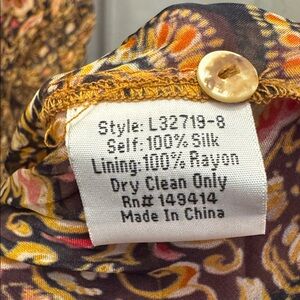 Style: L32719-8
Self: 100% Silk
Lining: 100% Rayon
Dry Clean Only
Rn# 149414
Made In China